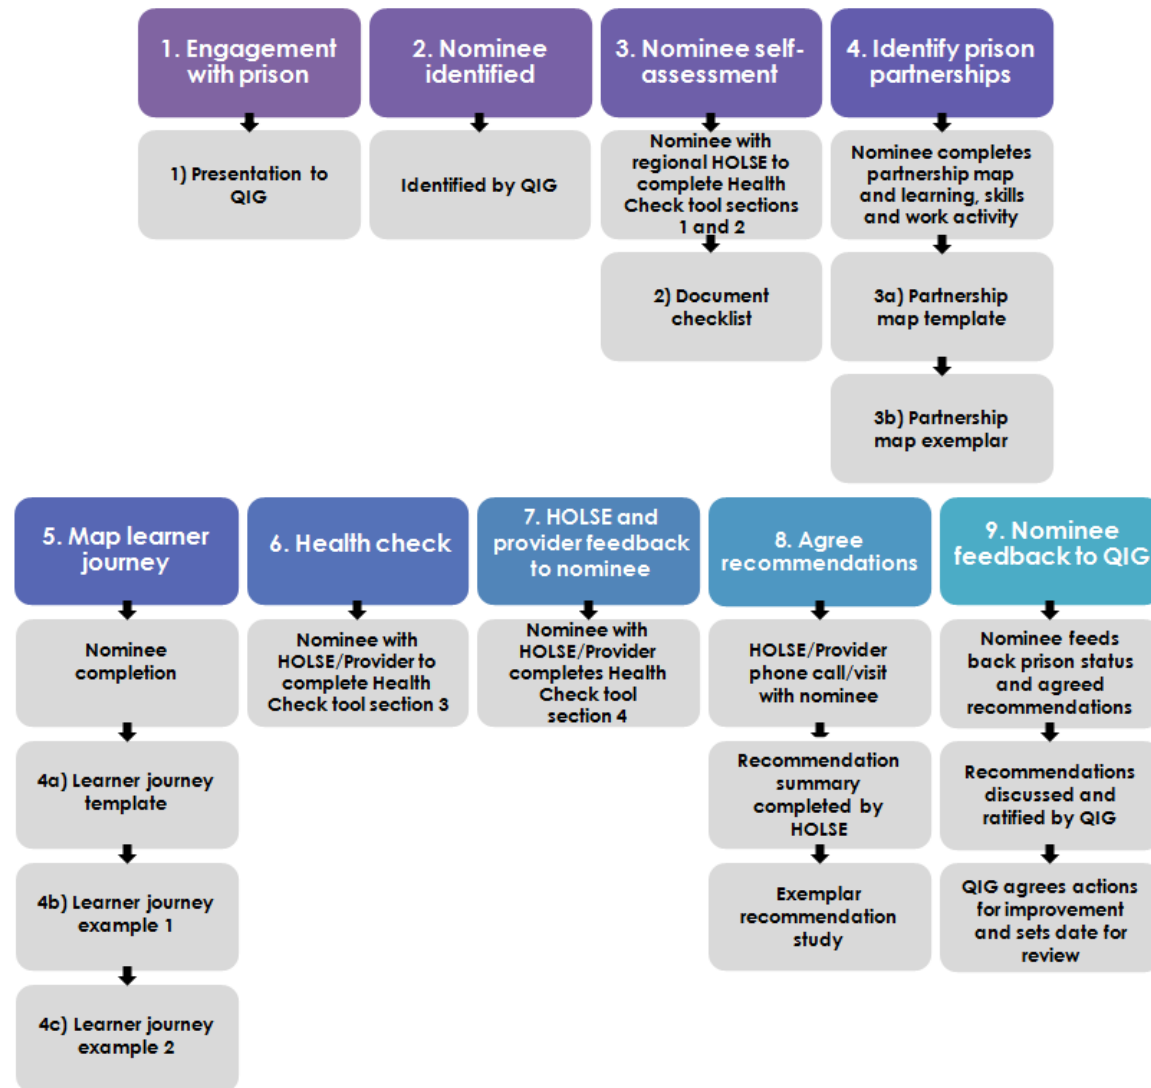 1. Engagement
with prison
1) Presentation to
QIG
2. Nominee
identified
Identified by QIG
3. Nominee self-
assessment
Nominee with
regional HOLSE to
complete Health
Check tool sections
1 and 2
2) Document
checklist
4. Identify prison
partnerships
Nominee completes
partnership map
and learning, skills
and work activity
3a) Partnership
map template
3b) Partnership
map exemplar
5. Map learner
journey
Nominee
completion
4a) Learner journey
template
4b) Learner journey
example 1
4c) Learner journey
example 2
6. Health check
Nominee with
HOLSE/Provider to
complete Health
Check tool section 3
7. HOLSE and
provider feedback
to nominee
Nominee with
HOLSE/Provider
completes Health
Check tool
section 4
8. Agree
recommendations
HOLSE/Provider
phone call/visit
with nominee
Recommendation
summary
completed by
HOLSE
Exemplar
recommendation
study
9. Nominee
feedback to QIG
Nominee feeds
back prison status
and agreed
recommendations
Recommendations
discussed and
ratified by QIG
QIG agrees actions
for improvement
and sets date for
review